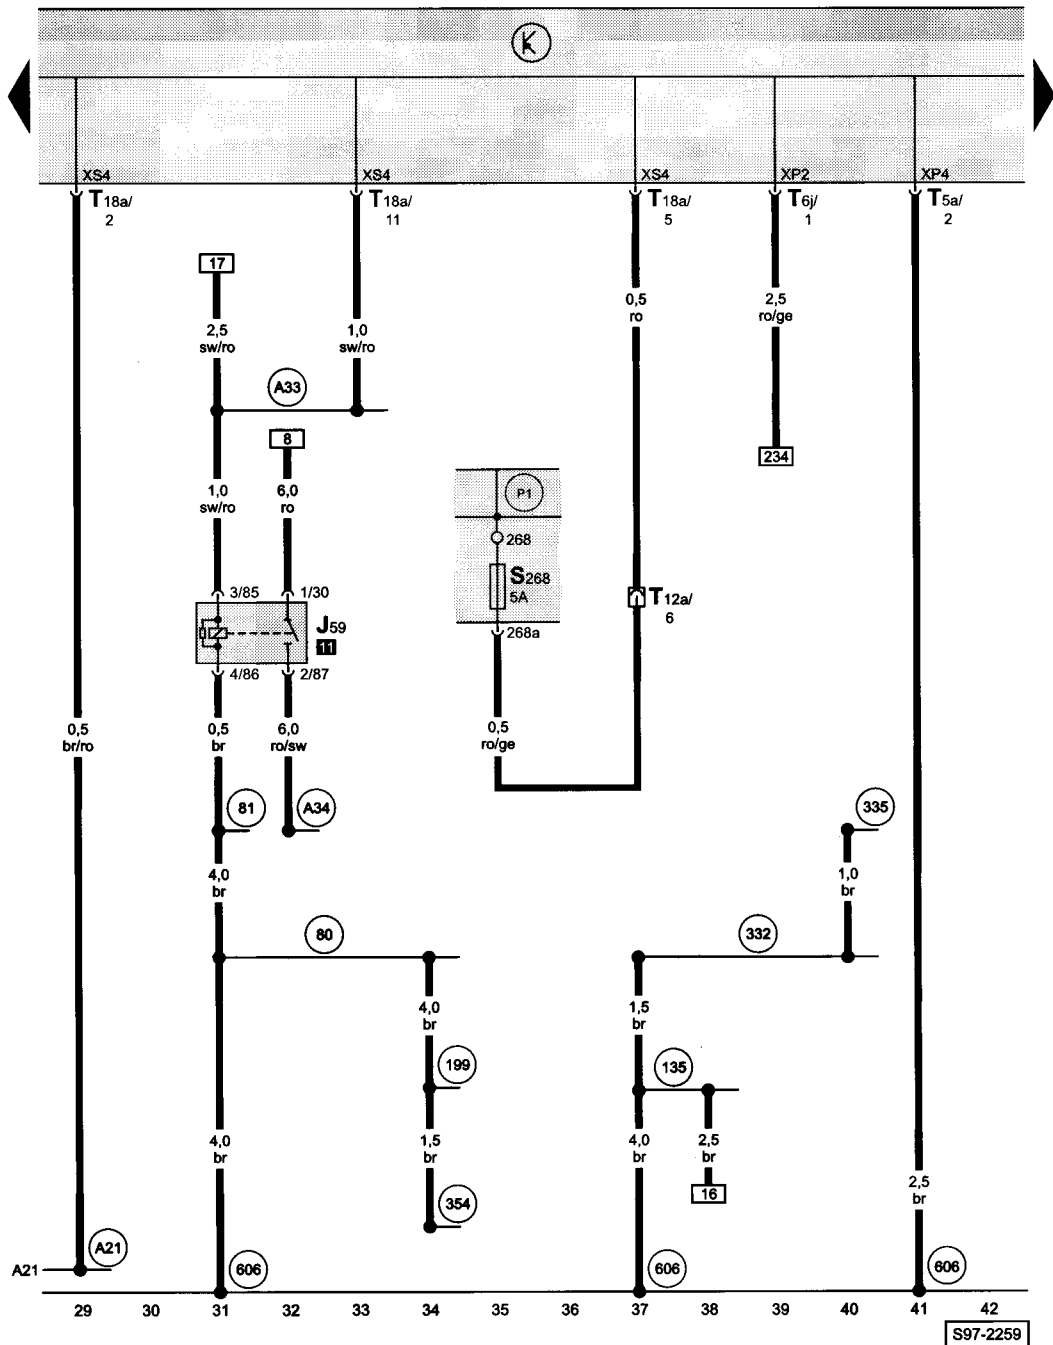 K
XS4 XS4 XS4 XP2 XP4
T18a/ T18a/ T18a/ T6j/ T5a/
2 11 5 1 2
17
0,5 2,5
ro ro/ge
2,5 1,0
sw/ro sw/ro
A33
8
234
1,0 6,0
sw/ro ro
P1
268
S268
5A
3/85 1/30
T12a/
6
J59
11
268a
4/86 2/87
0,5 0,5 6,0 0,5
br/ro br ro/sw ro/ge
81 A34 335
4,0 1,0
br br
80 332
4,0 1,5
br br
199 135
4,0 1,5 4,0 2,5
br br br br
16
2,5
br
354
A21 A21
606 606 606
29 30 31 32 33 34 35 36 37 38 39 40 41 42
S97-2259